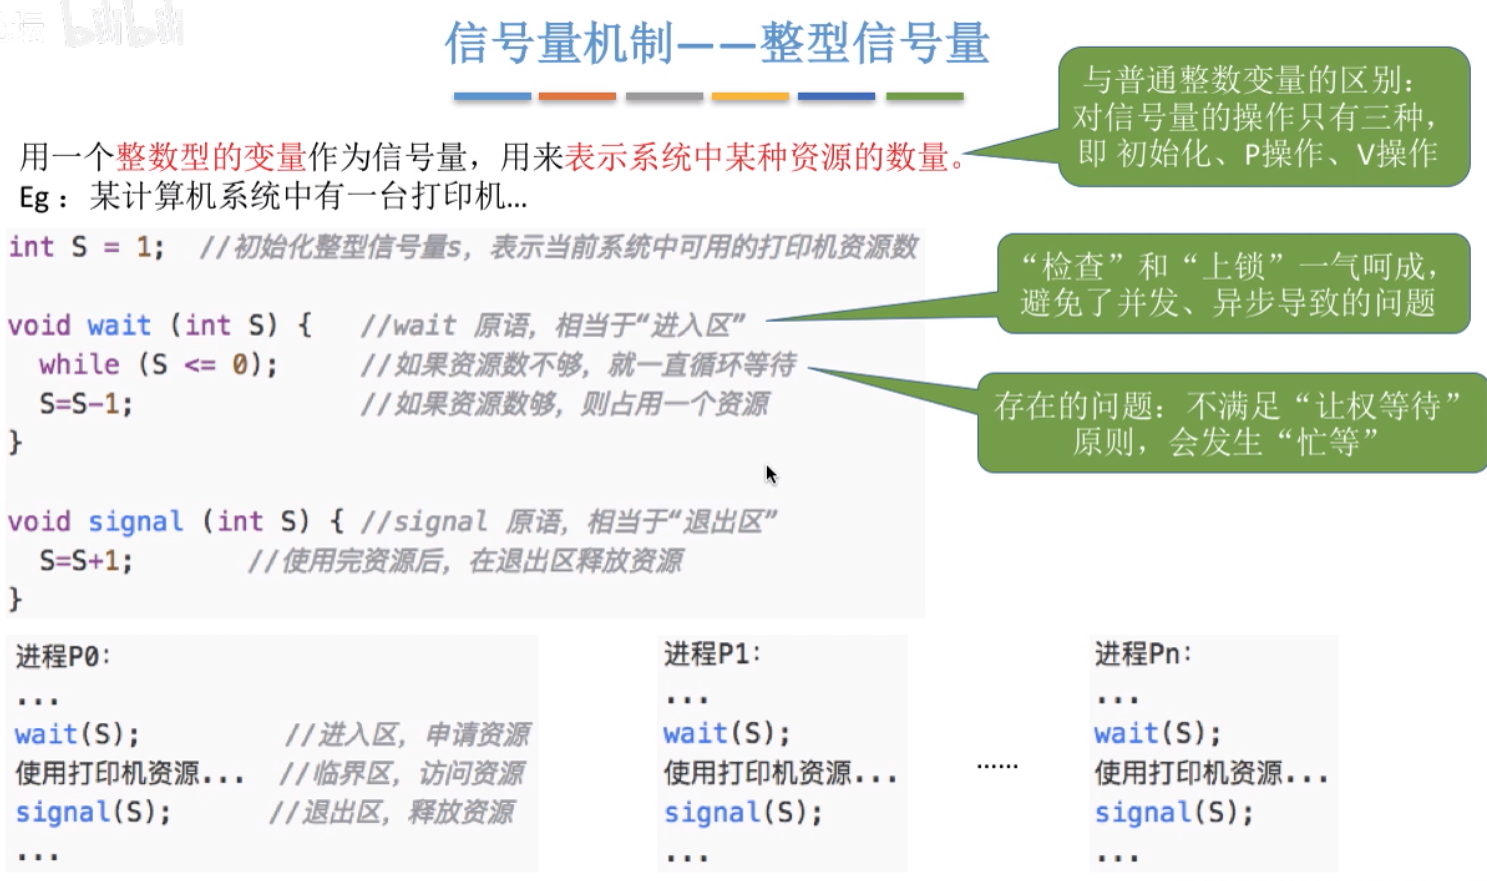 坛 bilibili
信号量机制——整型信号量
与普通整数变量的区别：
对信号量的操作只有三种，
即 初始化、P操作、V操作
用一个整数型的变量作为信号量，用来表示系统中某种资源的数量。
Eg：某计算机系统中有一台打印机...
int S = 1; //初始化整型信号量s，表示当前系统中可用的打印机资源数
void wait (int S) { //wait 原语，相当于“进入区”
while (S <= 0); //如果资源数不够，就一直循环等待
S=S-1; //如果资源数够，则占用一个资源
}
void signal (int S) { //signal 原语，相当于“退出区”
S=S+1; //使用完资源后，在退出区释放资源
}
“检查”和“上锁”一气呵成，
避免了并发、异步导致的问题
存在的问题：不满足“让权等待”
原则，会发生“忙等”
进程P0：
...
wait(S); //进入区，申请资源
使用打印机资源... //临界区，访问资源
signal(S); //退出区，释放资源
...
进程P1：
...
wait(S);
使用打印机资源...
signal(S);
...
......
进程Pn：
...
wait(S);
使用打印机资源...
signal(S);
...